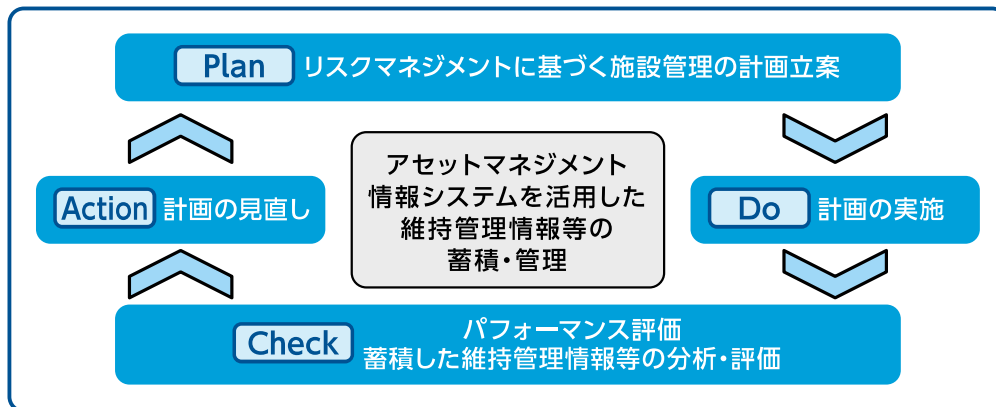 Plan リスクマネジメントに基づく施設管理の計画立案
アセットマネジメント
情報システムを活用した
維持管理情報等の
蓄積・管理
Action 計画の見直し
Do 計画の実施
Check パフォーマンス評価
蓄積した維持管理情報等の分析・評価